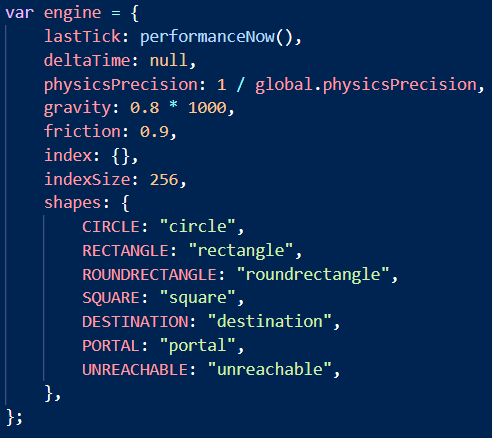 var engine = {
    lastTick: performanceNow(),
    deltaTime: null,
    physicsPrecision: 1 / global.physicsPrecision,
    gravity: 0.8 * 1000,
    friction: 0.9,
    index: {},
    indexSize: 256,
    shapes: {
        CIRCLE: "circle",
        RECTANGLE: "rectangle",
        ROUNDRECTANGLE: "roundrectangle",
        SQUARE: "square",
        DESTINATION: "destination",
        PORTAL: "portal",
        UNREACHABLE: "unreachable",
    },
};